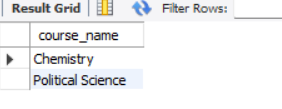 Result Grid Filter Rows:
course_name
Chemistry
Political Science